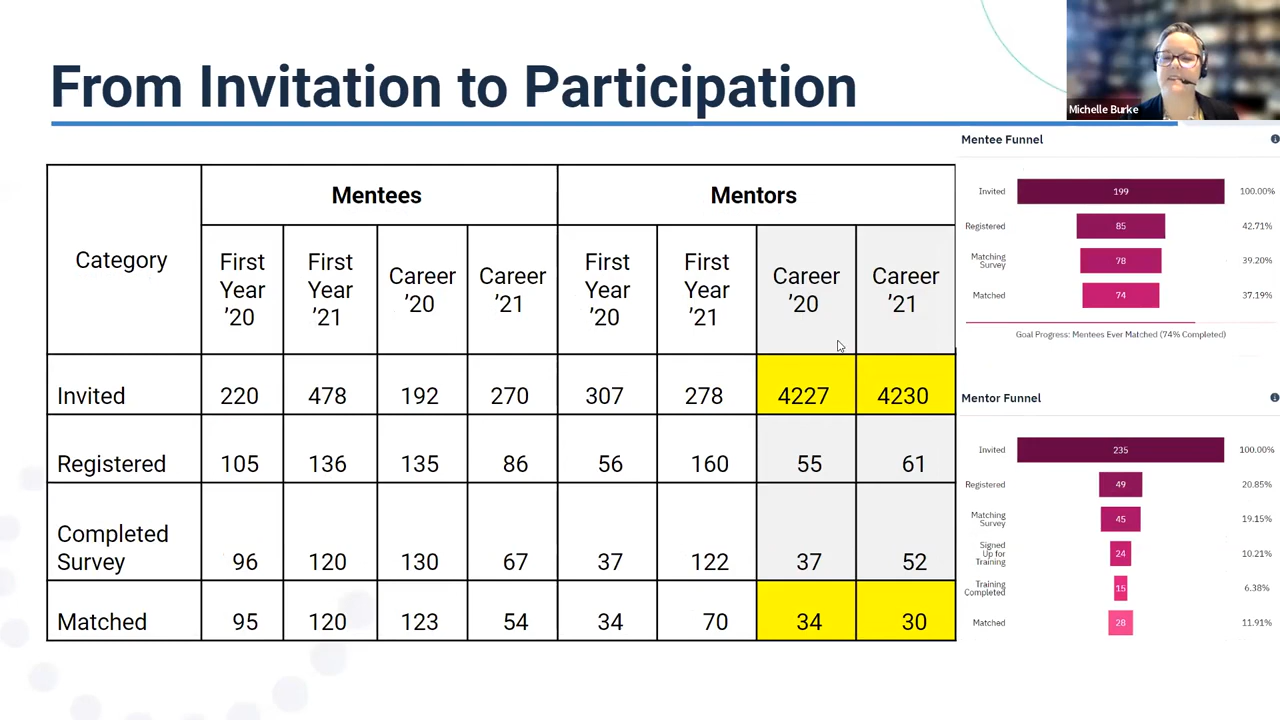 From Invitation to Participation
Michelle Burke
Category
Mentees
Mentors
First Year '20
First Year '21
Career '20
Career '21
First Year '20
First Year '21
Career '20
Career '21
Invited 220 478 192 270 307 278 4227 4230
Registered 105 136 135 86 56 160 55 61
Completed Survey 96 120 130 67 37 122 37 52
Matched 95 120 123 54 34 70 34 30
Mentee Funnel
Invited 199 100.00%
Registered 85 42.71%
Matching Survey 78 39.20%
Matched 74 37.19%
Goal Progress: Mentees Ever Matched (74% Completed)
Mentor Funnel
Invited 235 100.00%
Registered 49 20.85%
Matching Survey 45 19.15%
Signed Up for Training 24 10.21%
Training Completed 15 6.38%
Matched 28 11.91%